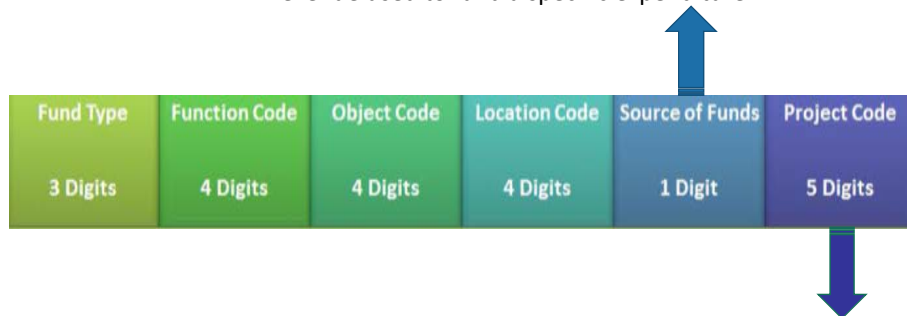 Fund Type Function Code Object Code Location Code Source of Funds Project Code
3 Digits 4 Digits 4 Digits 4 Digits 1 Digit 5 Digits